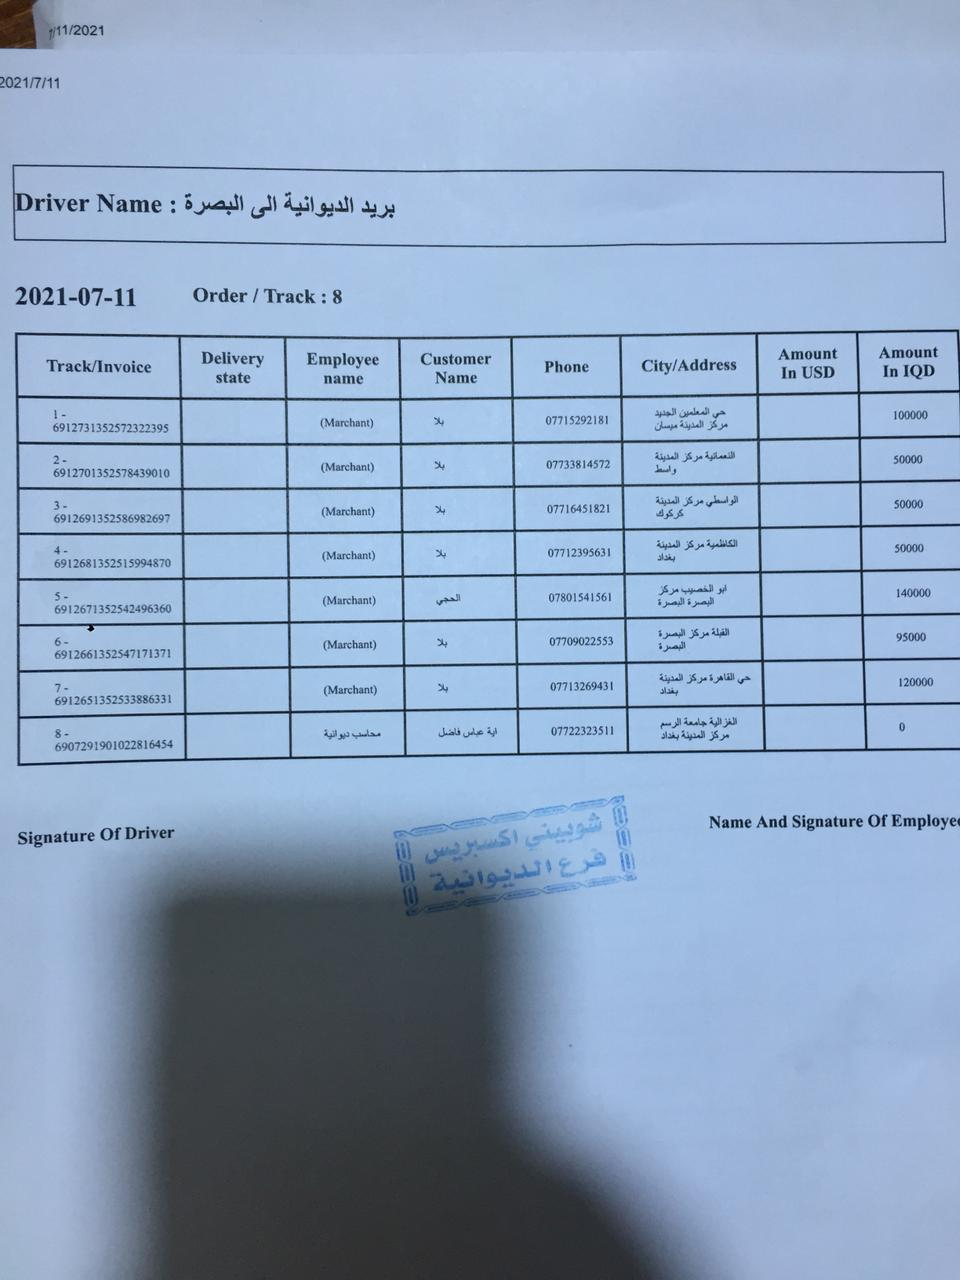 /11/2021
2021/7/11
Driver Name : بريد الديوانية الى البصرة
2021-07-11 Order / Track : 8
Track/Invoice Delivery state Employee name Customer Name Phone City/Address Amount In USD Amount In IQD
1 - 6912731352572322395 (Marchant) بلا 07715292181 حي المعلمين الجديد مركز المدينة ميسان 100000
2 - 6912701352578439010 (Marchant) بلا 07733814572 النعمانية مركز المدينة واسط 50000
3 - 6912691352586982697 (Marchant) بلا 07716451821 الواسطي مركز المدينة كركوك 50000
4 - 6912681352515994870 (Marchant) بلا 07712395631 الكاظمية مركز المدينة بغداد 50000
5 - 6912671352542496360 (Marchant) الحجي 07801541561 ابو الخصيب مركز البصرة البصرة 140000
6 - 6912661352547171371 (Marchant) بلا 07709022553 القبلة مركز البصرة البصرة 95000
7 - 6912651352533886331 (Marchant) بلا 07713269431 حي القاهرة مركز المدينة بغداد 120000
8 - 6907291901022816454 محاسب ديوانية اية عباس فاضل 07722323511 الغزالية جامعة الرسم مركز المدينة بغداد 0
Signature Of Driver
Name And Signature Of Employee
شوبيني اكسبريس
فرع الديوانية